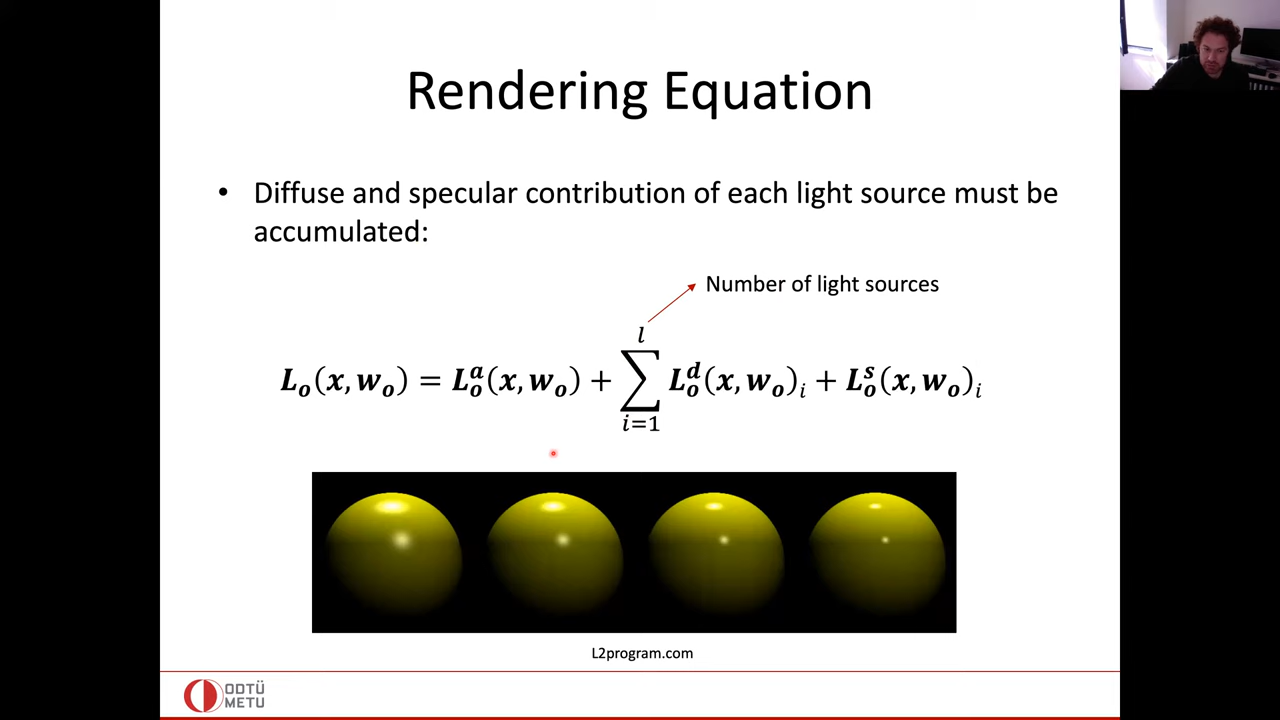 Rendering Equation
• Diffuse and specular contribution of each light source must be
accumulated:
Number of light sources
L_o(x, w_o) = L_o^a(x, w_o) + ∑_{i=1}^{l} L_o^d(x, w_o)_i + L_o^s(x, w_o)_i
L2program.com
ODTÜ
METU